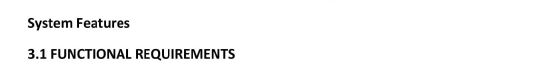 System Features
3.1 FUNCTIONAL REQUIREMENTS